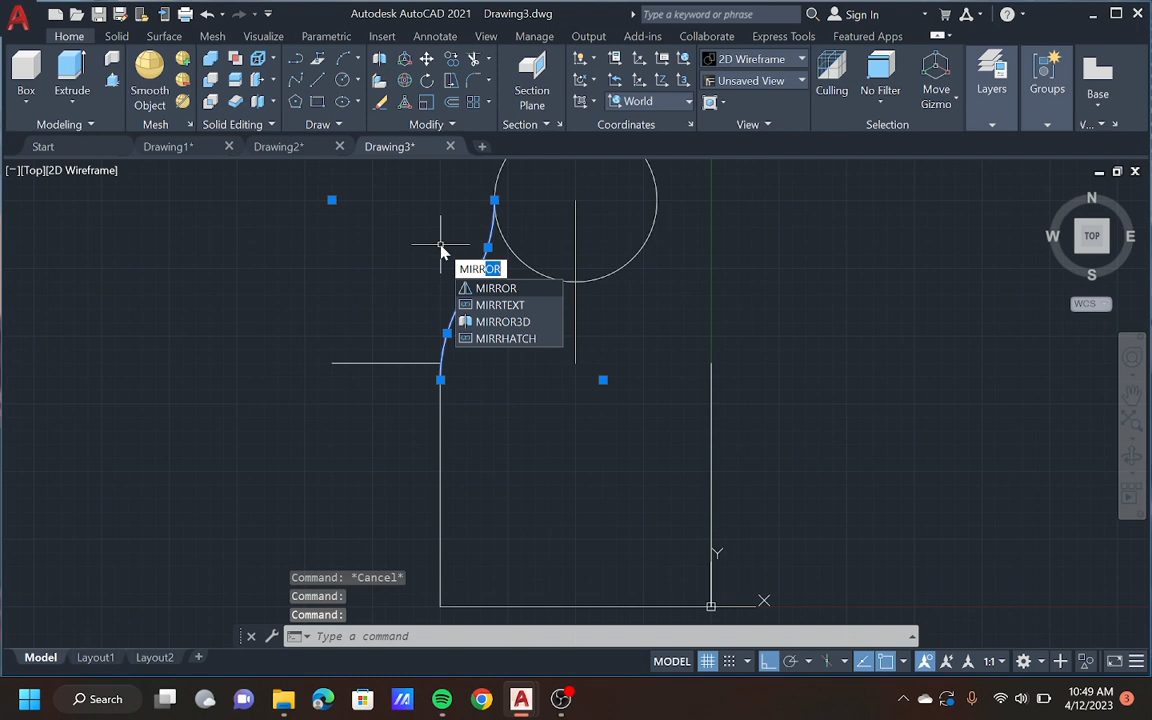 Autodesk AutoCAD 2021 Drawing3.dwg Type a keyword or phrase Sign In
Home Solid Surface Mesh Visualize Parametric Insert Annotate View Manage Output Add-ins Collaborate Express Tools Featured Apps
2D Wireframe
Unsaved View
World
Box Extrude Smooth Object Section Plane Culling No Filter Move Gizmo Layers Groups Base
Modeling Mesh Solid Editing Draw Modify Section Coordinates View Selection V...
Start Drawing1* Drawing2* Drawing3*
[−][Top][2D Wireframe]
N
W TOP E
S
WCS
MIRROR
MIRROR
MIRRTEXT
MIRROR3D
MIRRHATCH
Y
X
Command: *Cancel*
Command:
Command:
Type a command
Model Layout1 Layout2 MODEL 1:1
Search 10:49 AM
4/12/2023 3